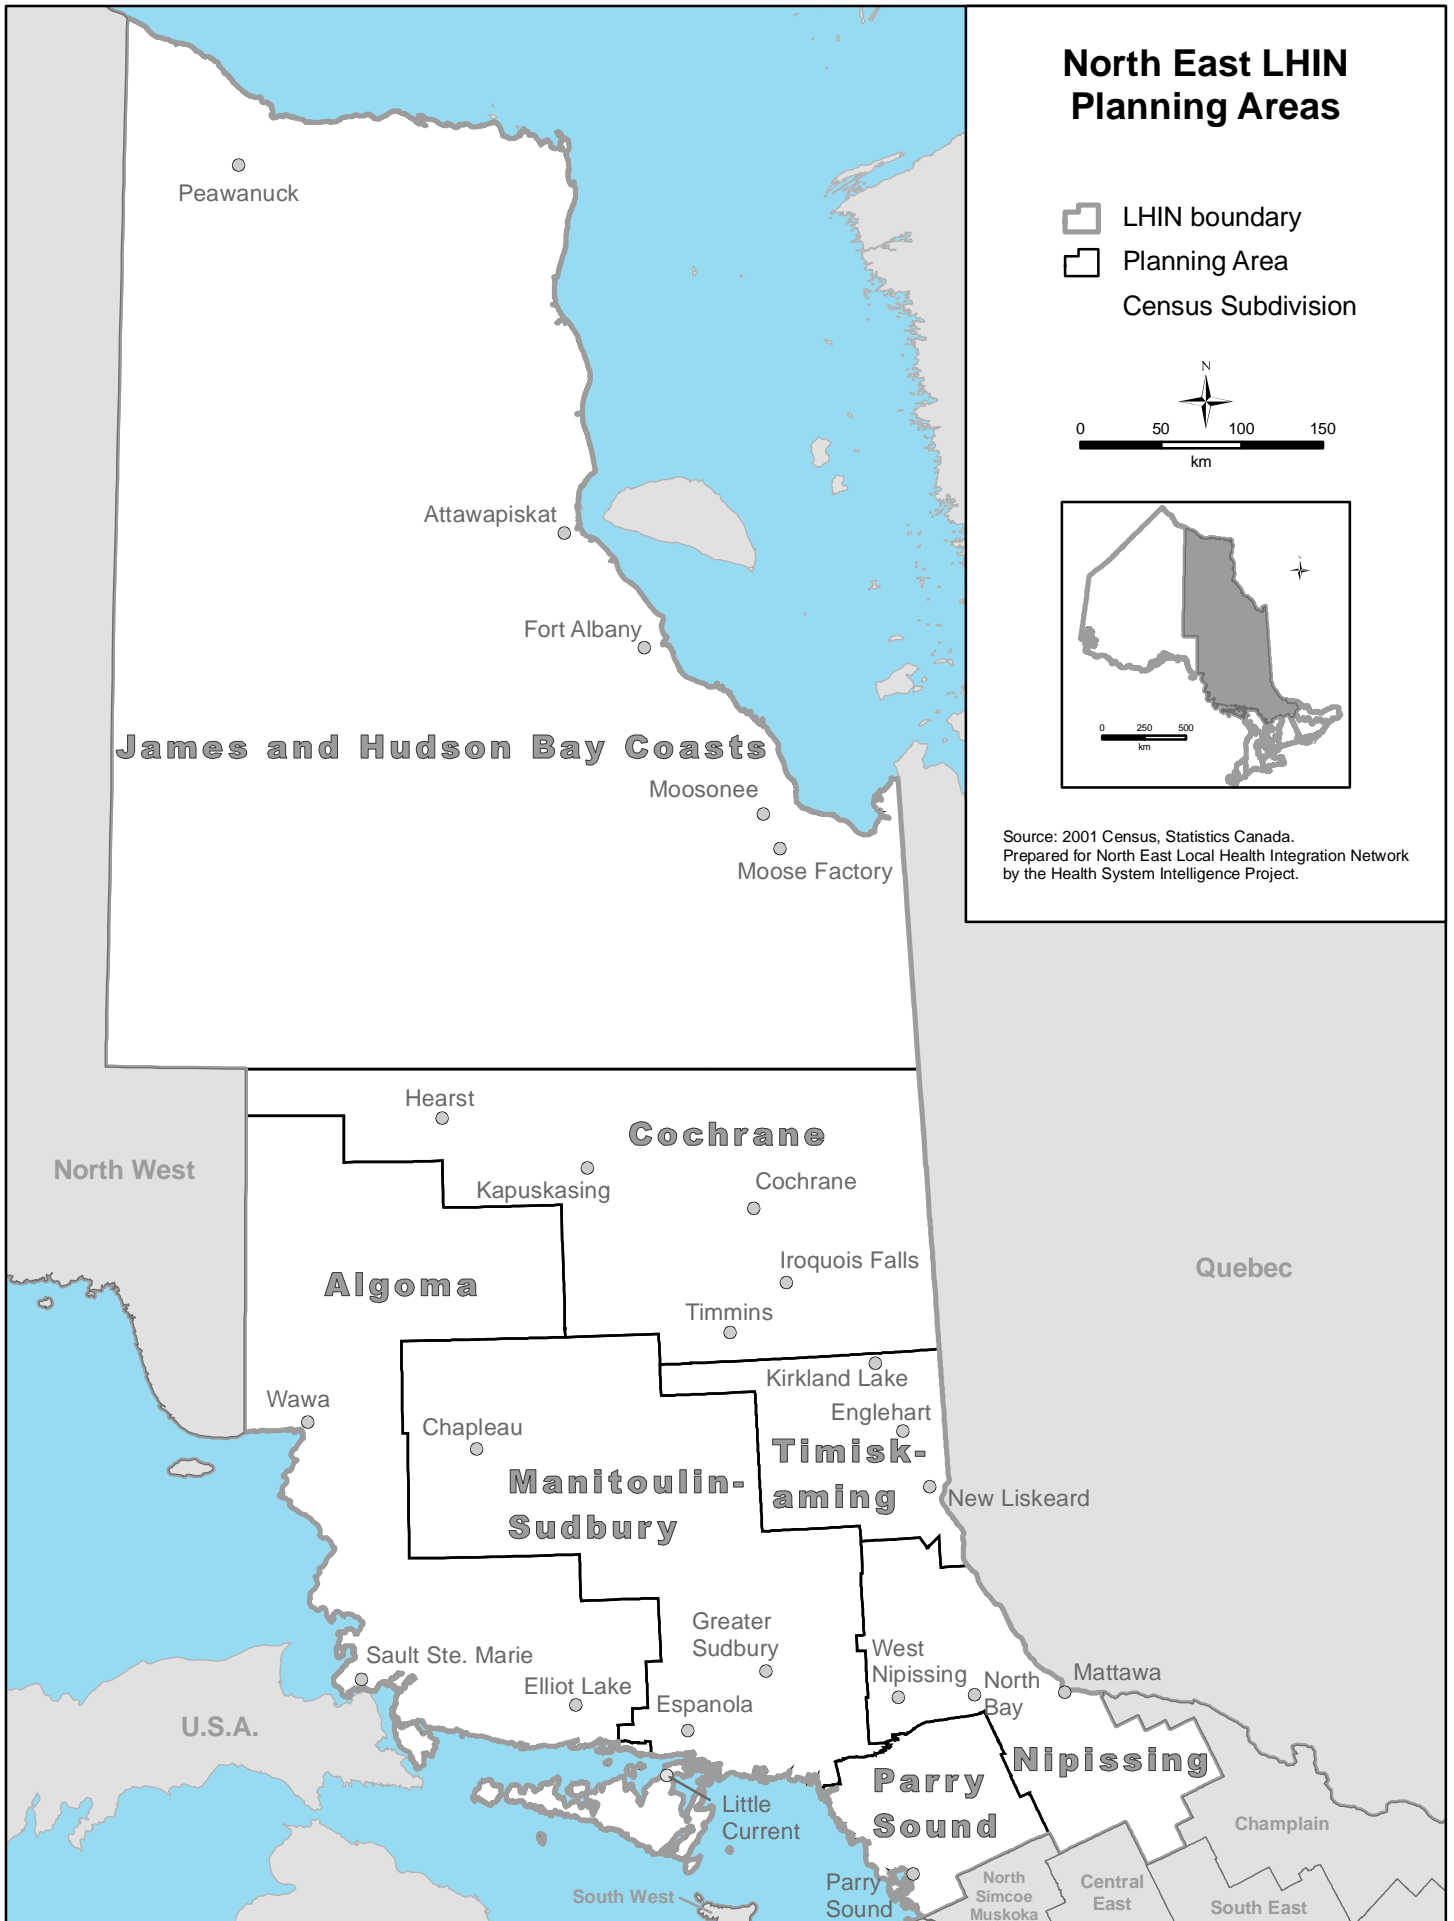 North East LHIN
Planning Areas
LHIN boundary
Planning Area
Census Subdivision
N
0 50 100 150
km
0 250 500
km
Source: 2001 Census, Statistics Canada.
Prepared for North East Local Health Integration Network
by the Health System Intelligence Project.
Peawanuck
Attawapiskat
Fort Albany
James and Hudson Bay Coasts
Moosonee
Moose Factory
Hearst
Cochrane
North West
Kapuskasing
Cochrane
Iroquois Falls
Quebec
Algoma
Timmins
Kirkland Lake
Wawa
Englehart
Chapleau
Timisk-
aming
Manitoulin-
Sudbury
New Liskeard
Greater
Sudbury
West
Nipissing
Sault Ste. Marie
Elliot Lake
North
Bay
Mattawa
Espanola
U.S.A.
Nipissing
Parry
Sound
Little
Current
Champlain
Parry
Sound
North
Simcoe
Muskoka
Central
East
South West
South East